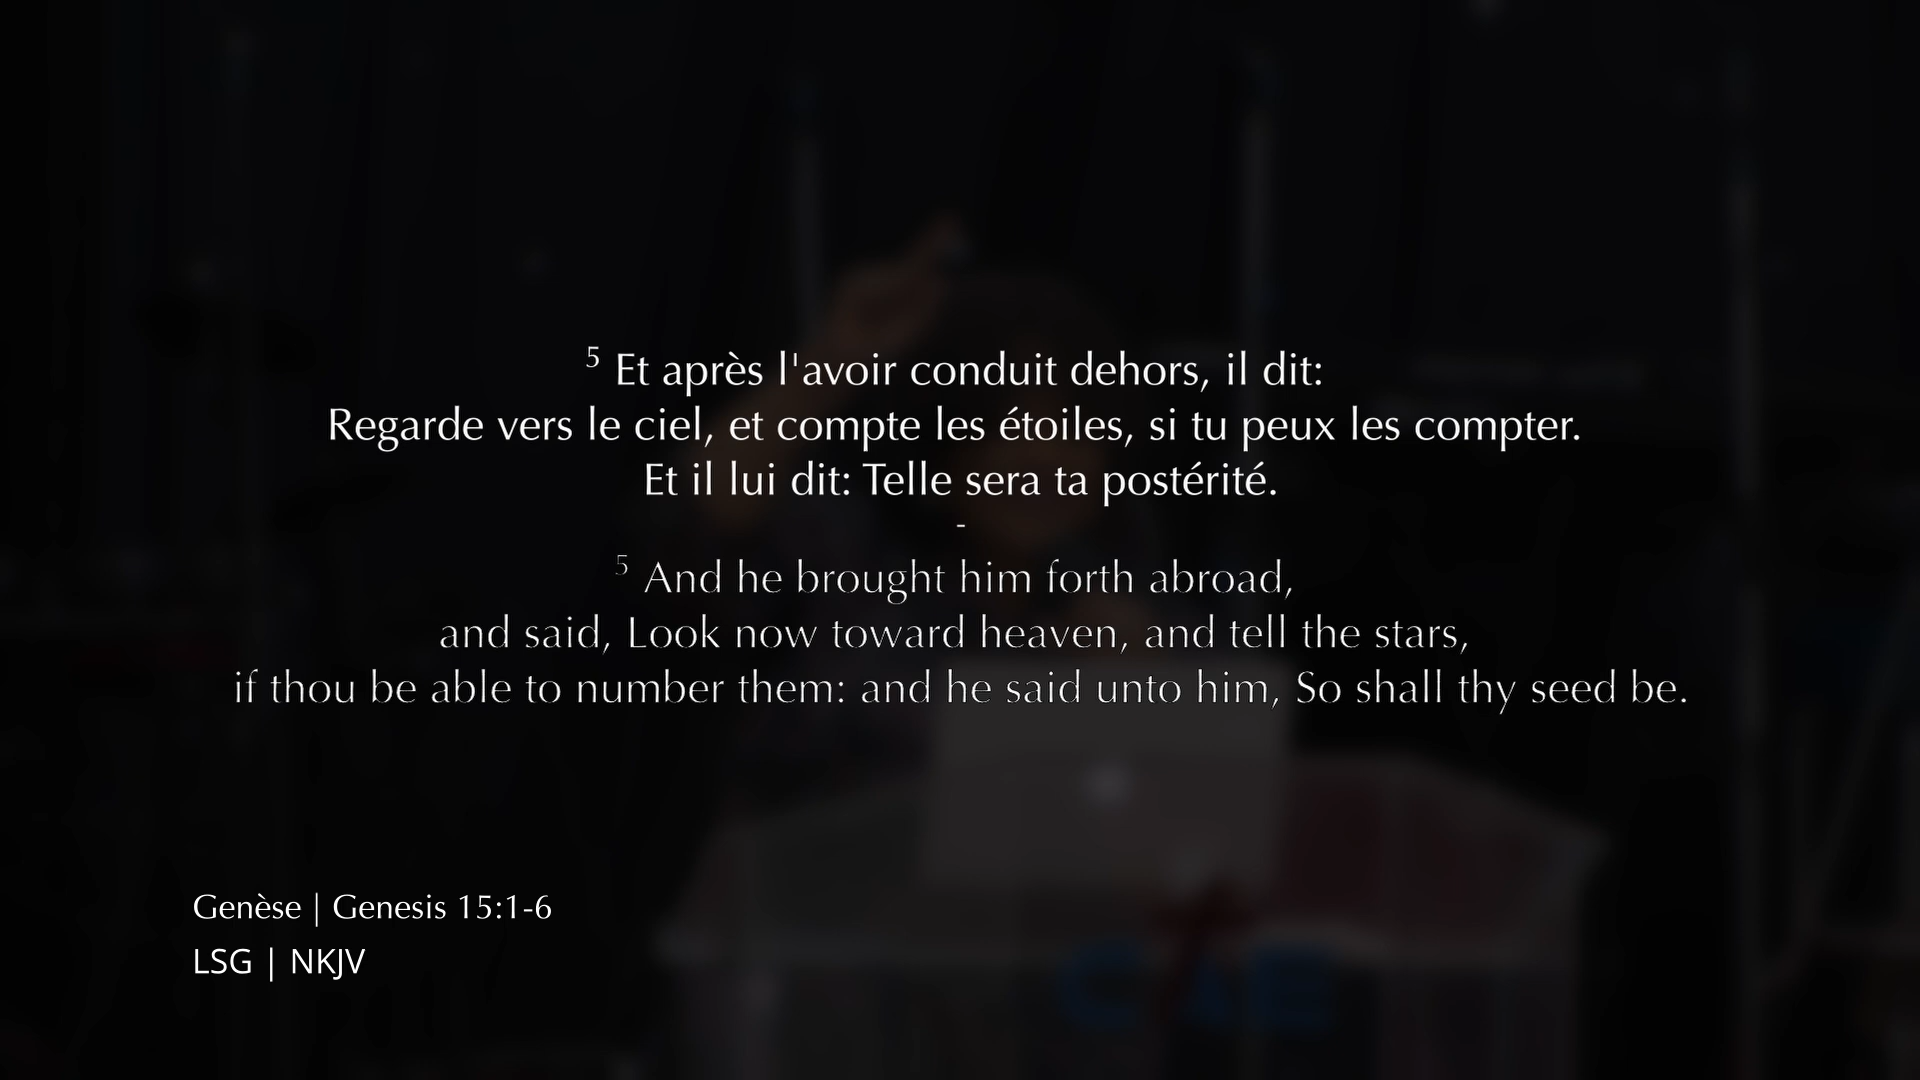 5 Et après l'avoir conduit dehors, il dit:
Regarde vers le ciel, et compte les étoiles, si tu peux les compter.
Et il lui dit: Telle sera ta postérité.
-
5 And he brought him forth abroad,
and said, Look now toward heaven, and tell the stars,
if thou be able to number them: and he said unto him, So shall thy seed be.
Genèse | Genesis 15:1-6
LSG | NKJV